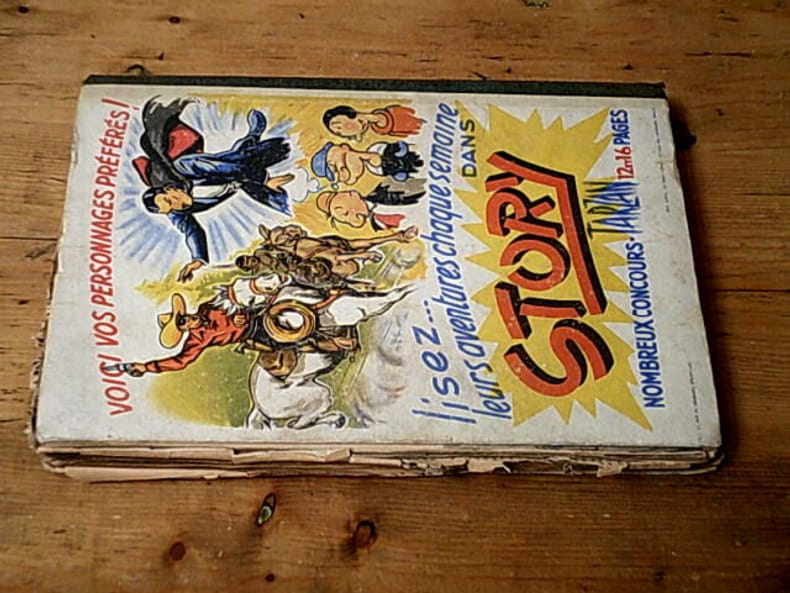 VOICI VOS PERSONNAGES PRÉFÉRÉS!
lisez...
leurs aventures chaque semaine
DANS
STORY
TARZAN
NOMBREUX CONCOURS - 12 et 16 PAGES